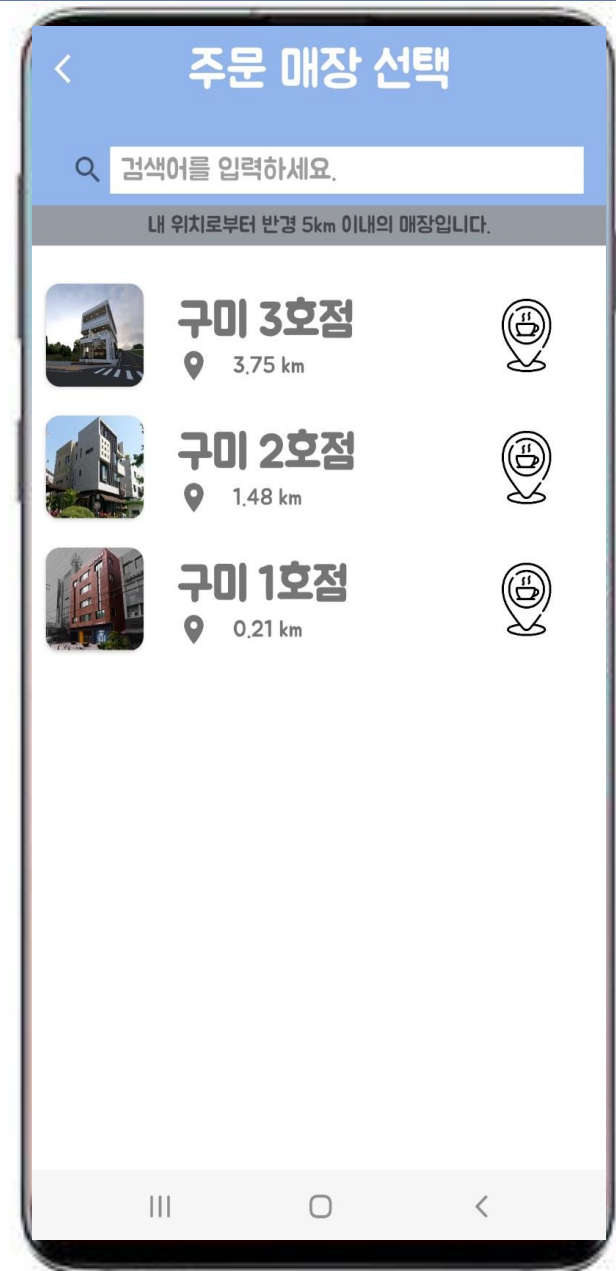 주문 매장 선택
검색어를 입력하세요.
내 위치로부터 반경 5km 이내의 매장입니다.
구미 3호점
3.75 km
구미 2호점
1.48 km
구미 1호점
0.21 km